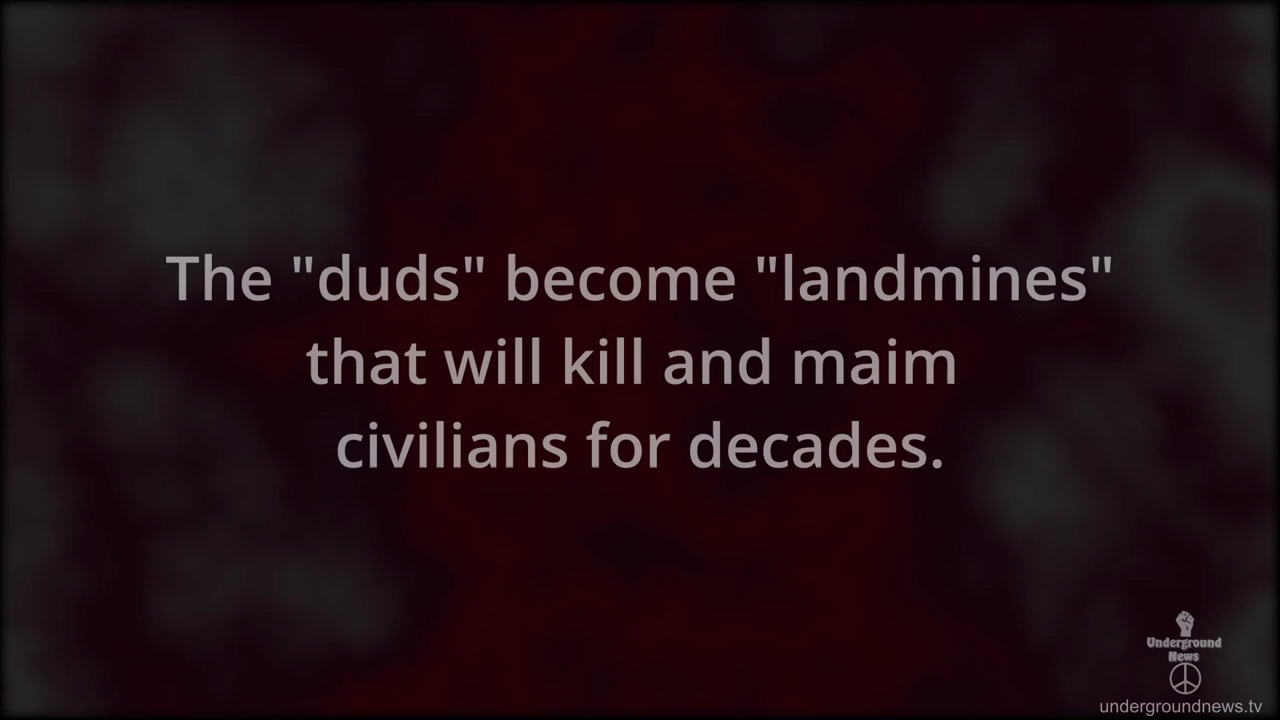 The "duds" become "landmines"
that will kill and maim
civilians for decades.
Underground
News
undergroundnews.tv